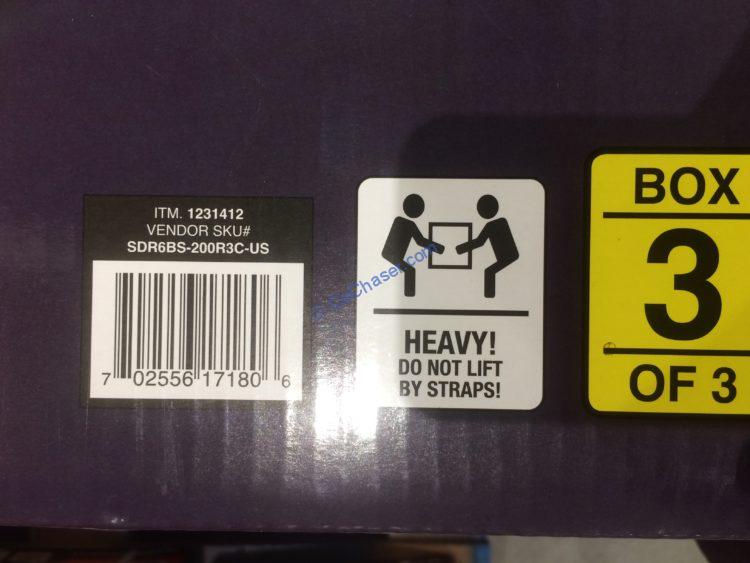 ITM. 1231412
VENDOR SKU#
SDR6BS-200R3C-US
7 02556 17180 6
HEAVY!
DO NOT LIFT
BY STRAPS!
BOX
3
OF 3